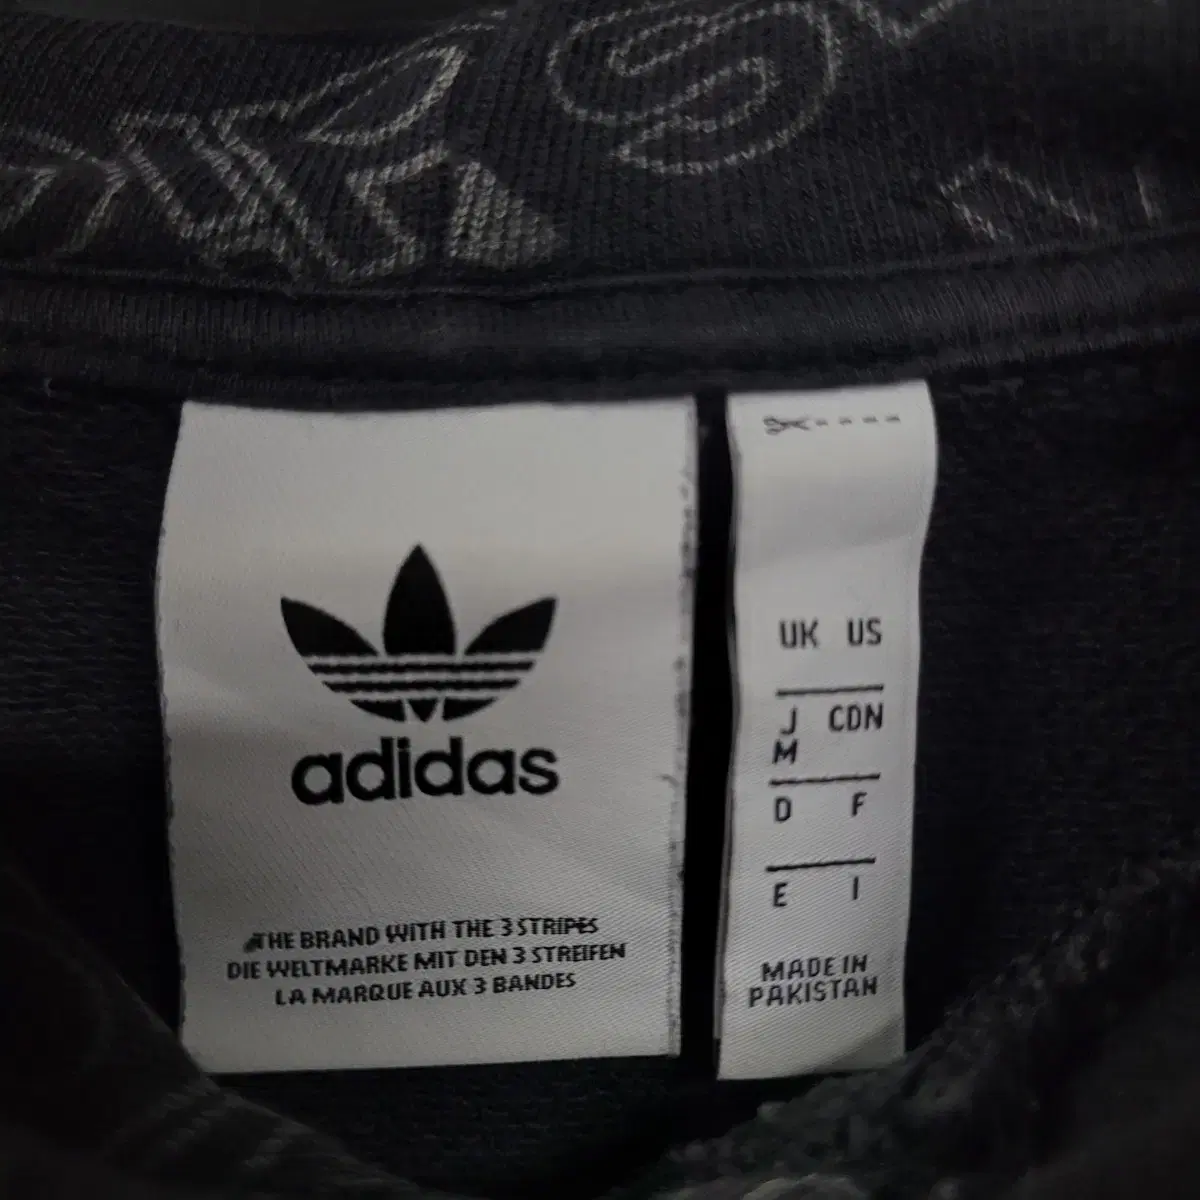 adidas
THE BRAND WITH THE 3 STRIPES
DIE WELTMARKE MIT DEN 3 STREIFEN
LA MARQUE AUX 3 BANDES
UK US
J CDN
M
D F
E I
MADE IN
PAKISTAN